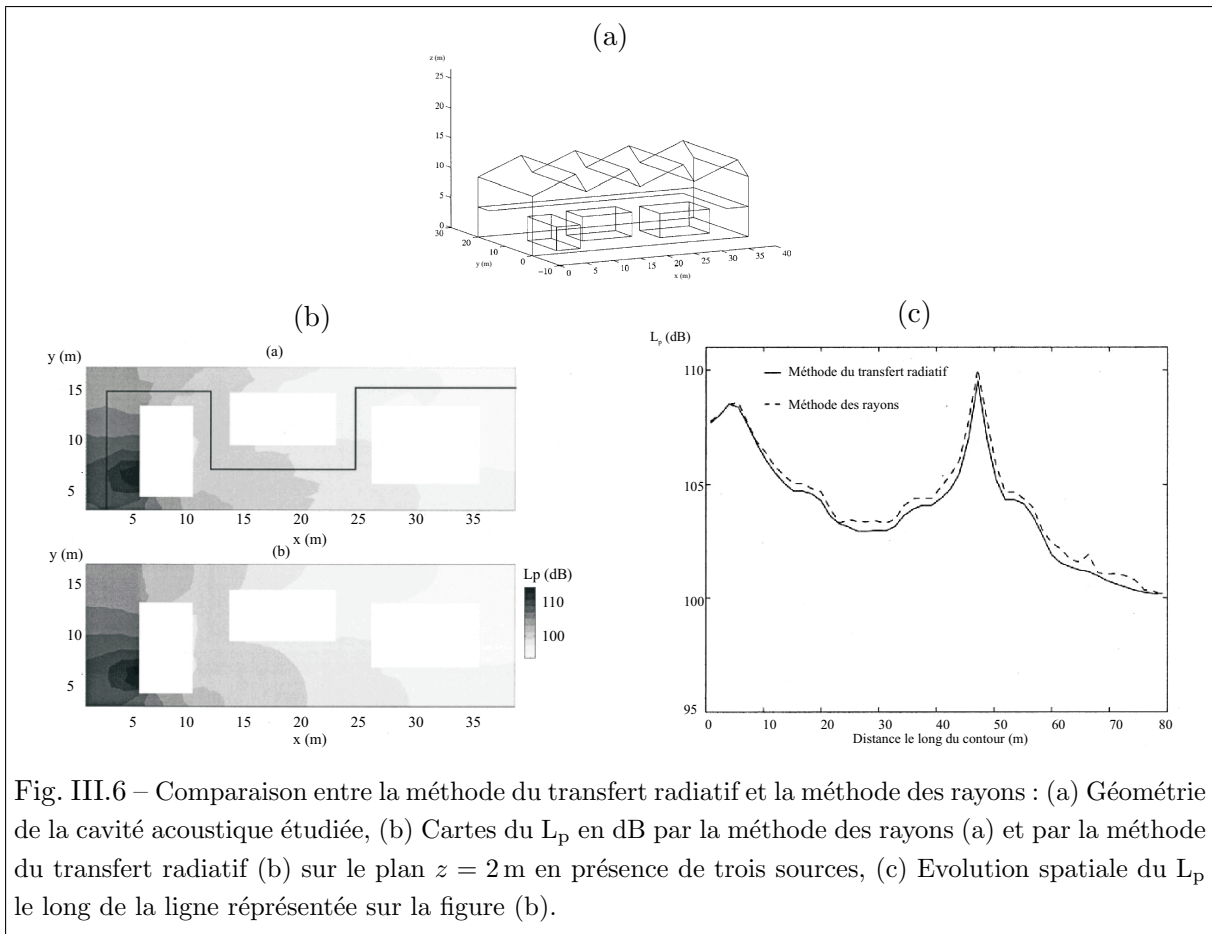 (a)
z (m)
25
20
15
10
5
0
30
20
10
0
−10
y (m)
0
5
10
15
20
25
30
35
40
x (m)
(b)
(a)
y (m)
15
10
5
5 10 15 20 25 30 35
x (m)
(b)
y (m)
15
10
5
Lp (dB)
110
100
5 10 15 20 25 30 35
x (m)
(c)
Lp (dB)
110
105
100
95
Méthode du transfert radiatif
Méthode des rayons
0 10 20 30 40 50 60 70 80
Distance le long du contour (m)
Fig. III.6 – Comparaison entre la méthode du transfert radiatif et la méthode des rayons : (a) Géométrie
de la cavité acoustique étudiée, (b) Cartes du Lp en dB par la méthode des rayons (a) et par la méthode
du transfert radiatif (b) sur le plan z = 2 m en présence de trois sources, (c) Evolution spatiale du Lp
le long de la ligne réprésentée sur la figure (b).